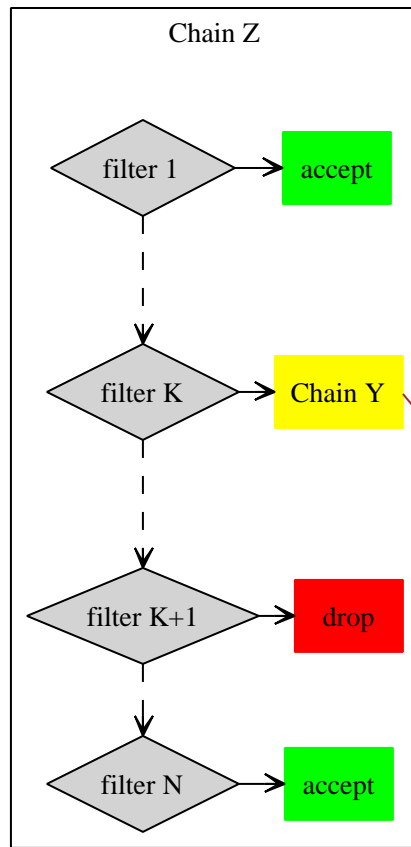 Chain Z
filter 1
accept
filter K
Chain Y
filter K+1
drop
filter N
accept